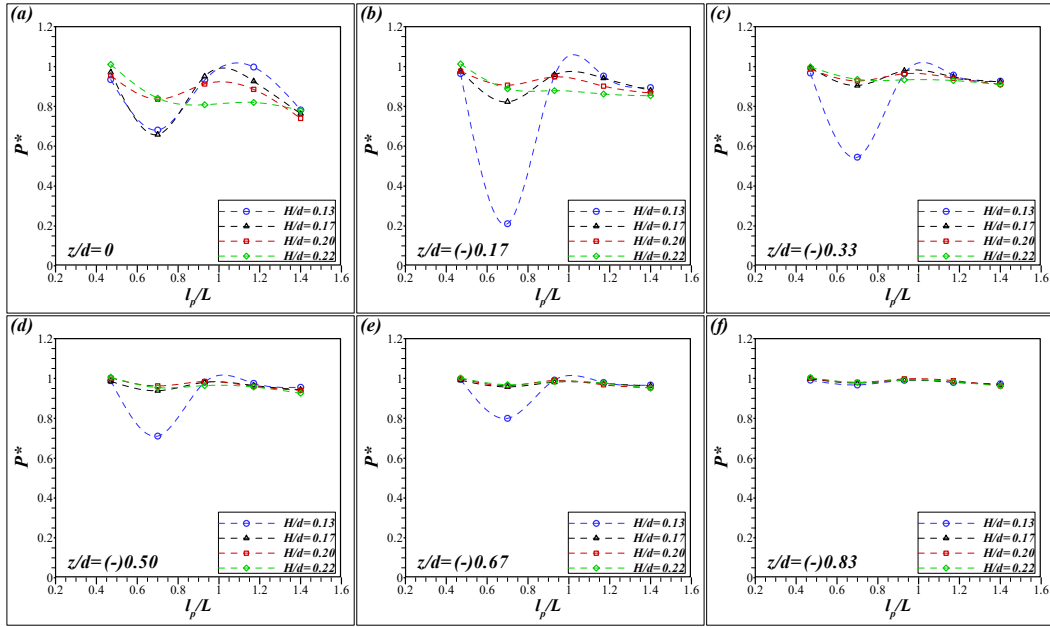 (a)
1.2
1
0.8
0.6
0.4
0.2
0
P*
0.2 0.4 0.6 0.8 1 1.2 1.4 1.6
l_p/L
z/d=0
H/d=0.13
H/d=0.17
H/d=0.20
H/d=0.22
(b)
1.2
1
0.8
0.6
0.4
0.2
0
P*
0.2 0.4 0.6 0.8 1 1.2 1.4 1.6
l_p/L
z/d=(-)0.17
H/d=0.13
H/d=0.17
H/d=0.20
H/d=0.22
(c)
1.2
1
0.8
0.6
0.4
0.2
0
P*
0.2 0.4 0.6 0.8 1 1.2 1.4 1.6
l_p/L
z/d=(-)0.33
H/d=0.13
H/d=0.17
H/d=0.20
H/d=0.22
(d)
1.2
1
0.8
0.6
0.4
0.2
0
P*
0.2 0.4 0.6 0.8 1 1.2 1.4 1.6
l_p/L
z/d=(-)0.50
H/d=0.13
H/d=0.17
H/d=0.20
H/d=0.22
(e)
1.2
1
0.8
0.6
0.4
0.2
0
P*
0.2 0.4 0.6 0.8 1 1.2 1.4 1.6
l_p/L
z/d=(-)0.67
H/d=0.13
H/d=0.17
H/d=0.20
H/d=0.22
(f)
1.2
1
0.8
0.6
0.4
0.2
0
P*
0.2 0.4 0.6 0.8 1 1.2 1.4 1.6
l_p/L
z/d=(-)0.83
H/d=0.13
H/d=0.17
H/d=0.20
H/d=0.22